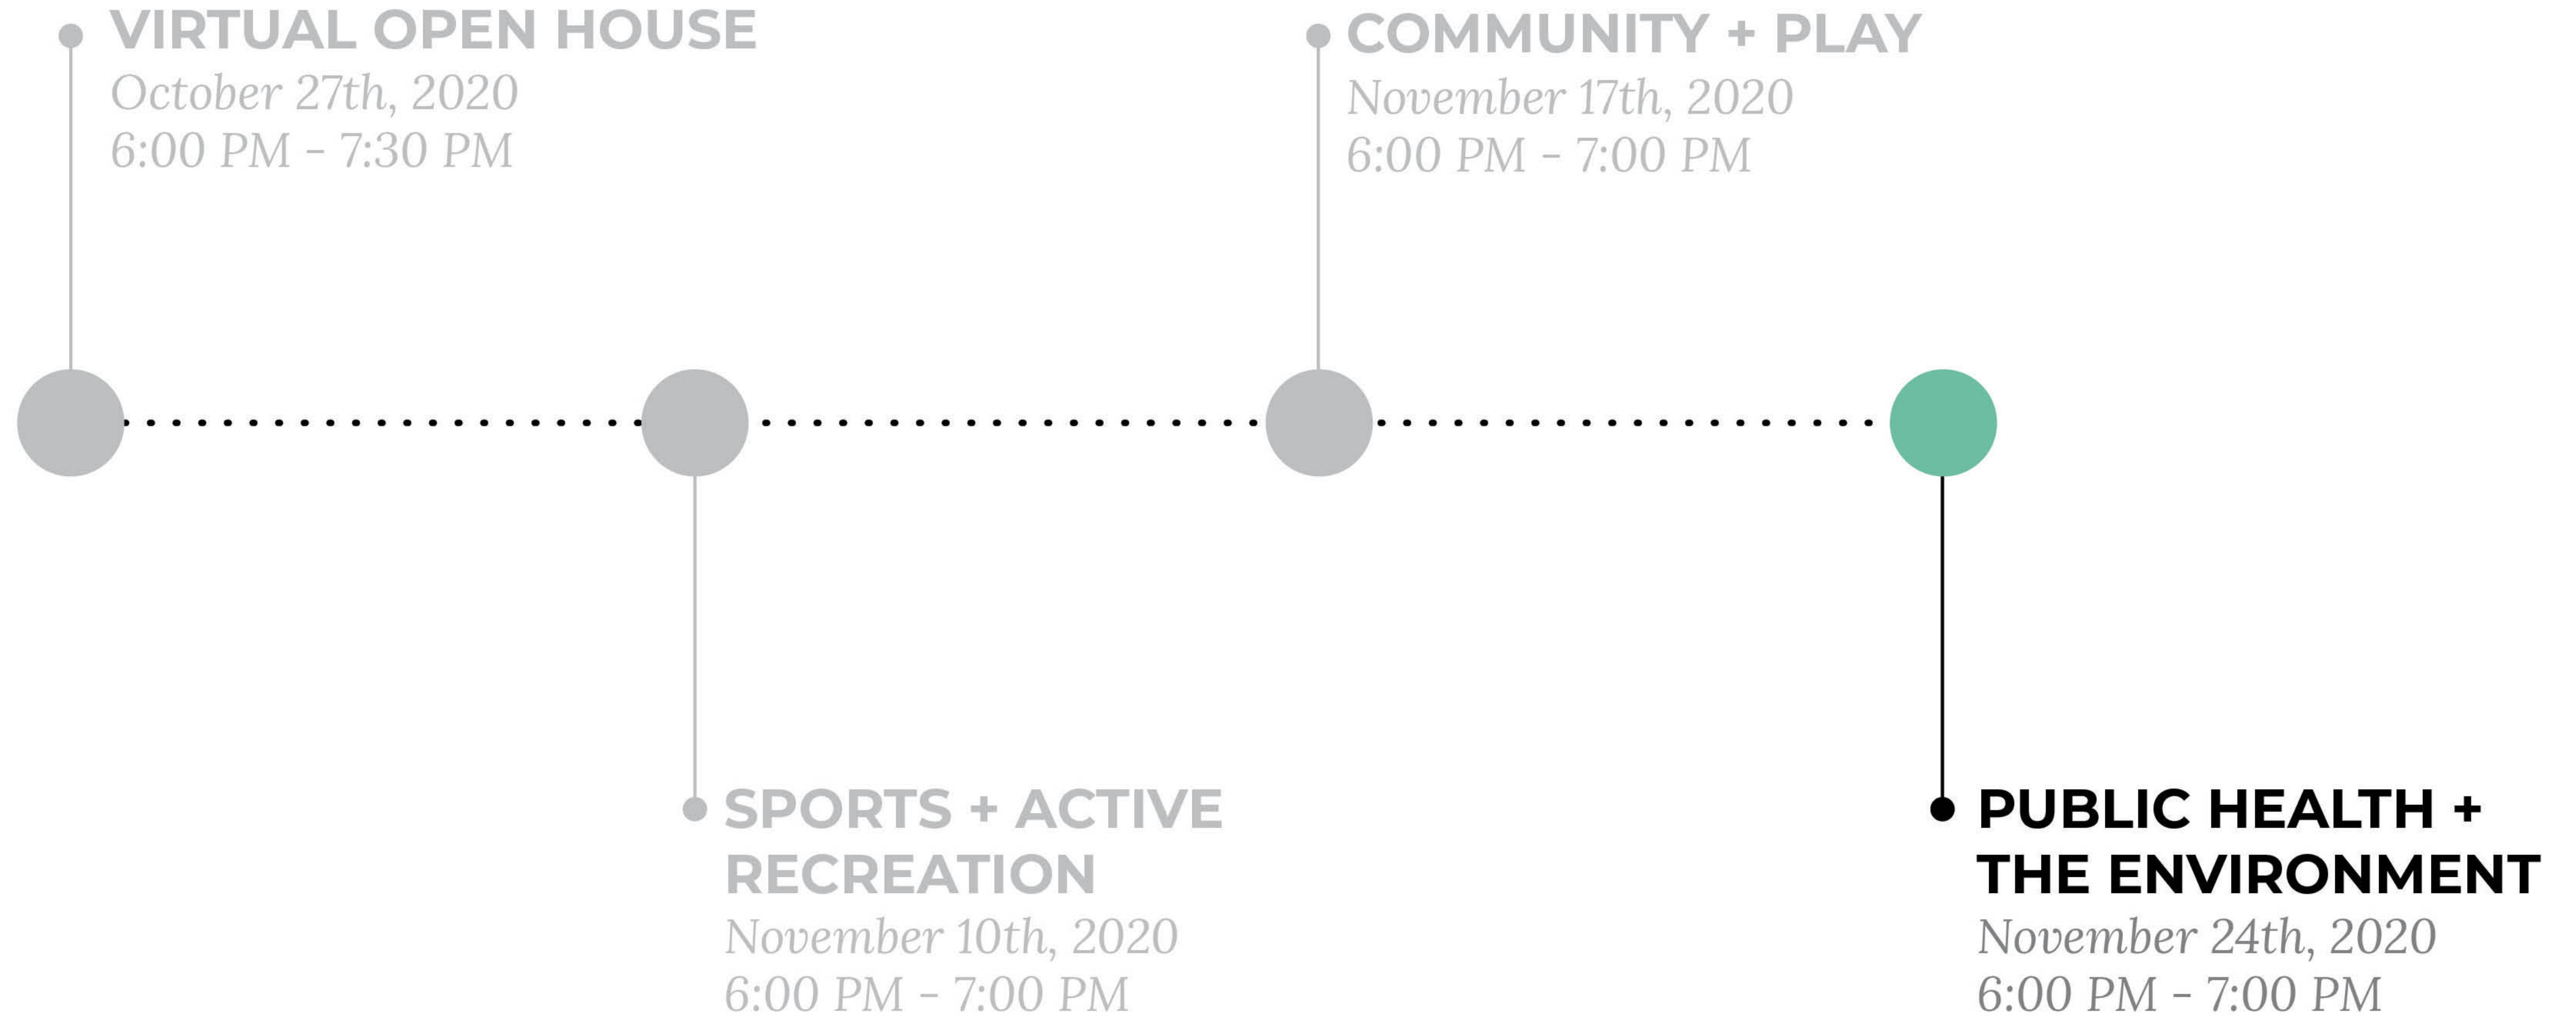 VIRTUAL OPEN HOUSE
October 27th, 2020
6:00 PM - 7:30 PM
SPORTS + ACTIVE
RECREATION
November 10th, 2020
6:00 PM - 7:00 PM
COMMUNITY + PLAY
November 17th, 2020
6:00 PM - 7:00 PM
PUBLIC HEALTH +
THE ENVIRONMENT
November 24th, 2020
6:00 PM - 7:00 PM